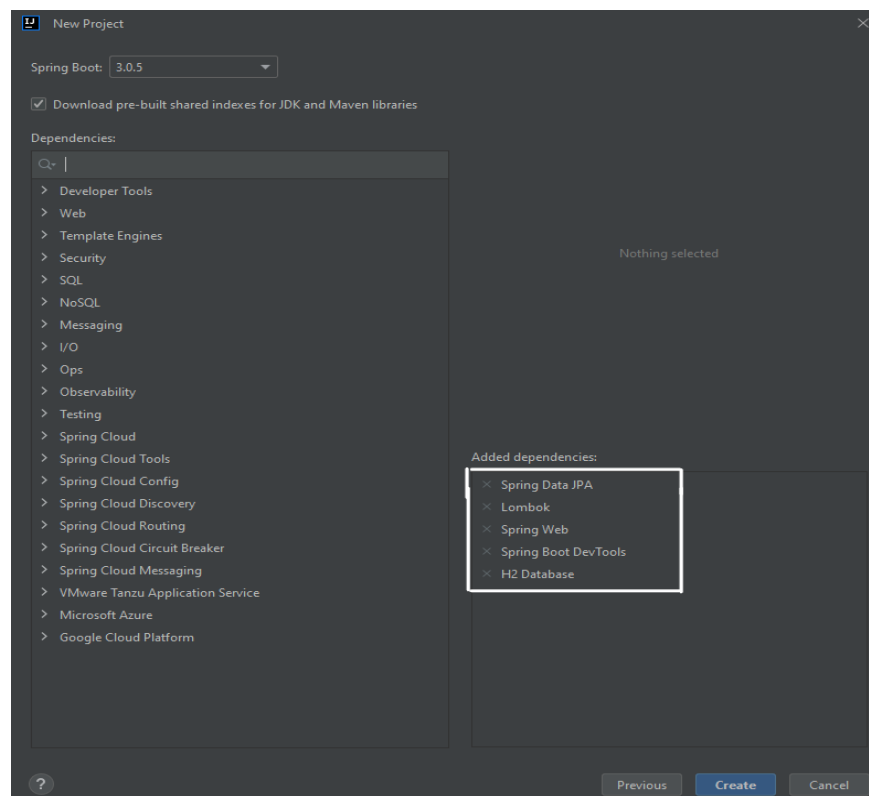 New Project
Spring Boot: 3.0.5
Download pre-built shared indexes for JDK and Maven libraries
Dependencies:
Developer Tools
Web
Template Engines
Security
SQL
NoSQL
Messaging
I/O
Ops
Observability
Testing
Spring Cloud
Spring Cloud Tools
Spring Cloud Config
Spring Cloud Discovery
Spring Cloud Routing
Spring Cloud Circuit Breaker
Spring Cloud Messaging
VMware Tanzu Application Service
Microsoft Azure
Google Cloud Platform
Nothing selected
Added dependencies:
Spring Data JPA
Lombok
Spring Web
Spring Boot DevTools
H2 Database
?
Previous
Create
Cancel